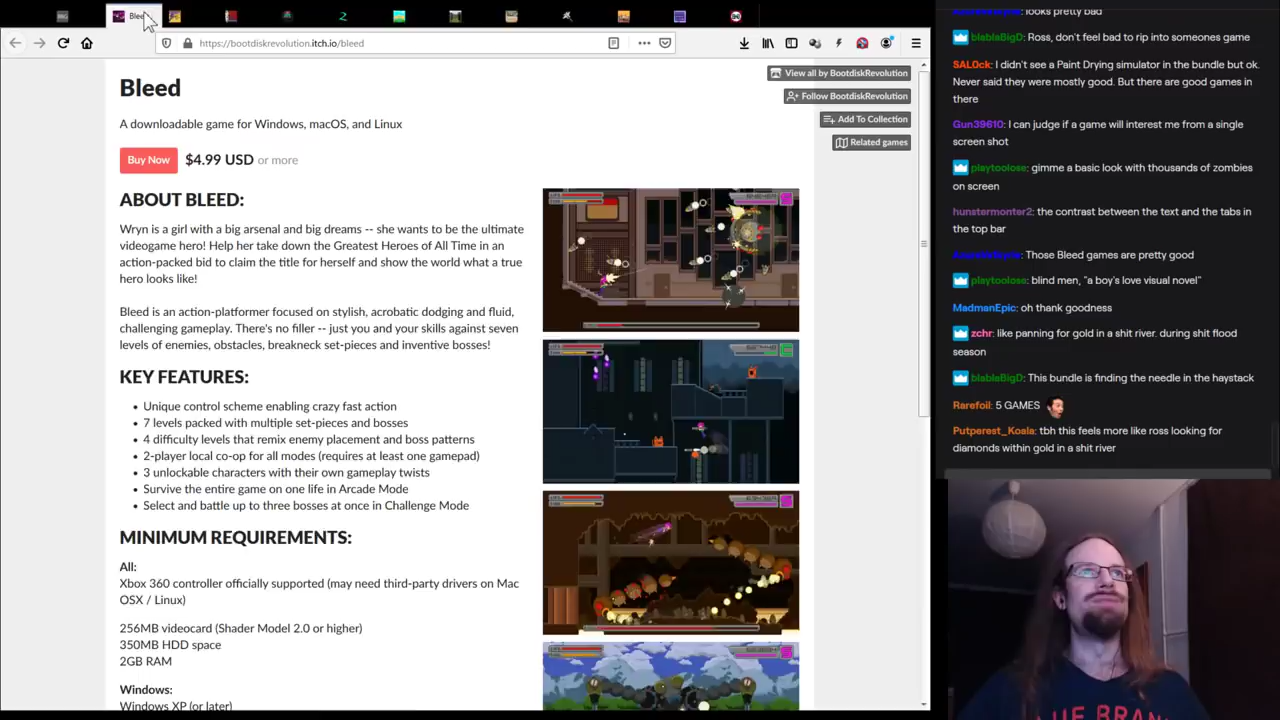 Blee
https://bootdiskrevolution.itch.io/bleed
Bleed
A downloadable game for Windows, macOS, and Linux
Buy Now $4.99 USD or more
View all by BootdiskRevolution
Follow BootdiskRevolution
Add To Collection
Related games
ABOUT BLEED:
Wryn is a girl with a big arsenal and big dreams -- she wants to be the ultimate
videogame hero! Help her take down the Greatest Heroes of All Time in an
action-packed bid to claim the title for herself and show the world what a true
hero looks like!
Bleed is an action-platformer focused on stylish, acrobatic dodging and fluid,
challenging gameplay. There's no filler -- just you and your skills against seven
levels of enemies, obstacles, breakneck set-pieces and inventive bosses!
KEY FEATURES:
Unique control scheme enabling crazy fast action
7 levels packed with multiple set-pieces and bosses
4 difficulty levels that remix enemy placement and boss patterns
2-player local co-op for all modes (requires at least one gamepad)
3 unlockable characters with their own gameplay twists
Survive the entire game on one life in Arcade Mode
Select and battle up to three bosses at once in Challenge Mode
MINIMUM REQUIREMENTS:
All:
Xbox 360 controller officially supported (may need third-party drivers on Mac
OSX / Linux)
256MB videocard (Shader Model 2.0 or higher)
350MB HDD space
2GB RAM
Windows:
Windows XP (or later)
looks pretty bad
blablaBigD: Ross, don't feel bad to rip into someones
game
SALOck: I didn't see a Paint Drying simulator in the bundle but ok.
Never said they were mostly good. But there are good games in
there
Gun39610: I can judge if a game will interest me from a single
screen shot
playtoolose: gimme a basic look with thousands of zombies
on screen
hunstermonter2: the contrast between the text and the tabs in
the top bar
Those Bleed games are pretty good
playtoolose: blind men, "a boy's love visual novel"
MadmanEpic: oh thank goodness
zchr: like panning for gold in a shit river. during shit flood
season
blablaBigD: This bundle is finding the needle in the haystack
Rarefoil: 5 GAMES
Putperest_Koala: tbh this feels more like ross looking for
diamonds within gold in a shit river